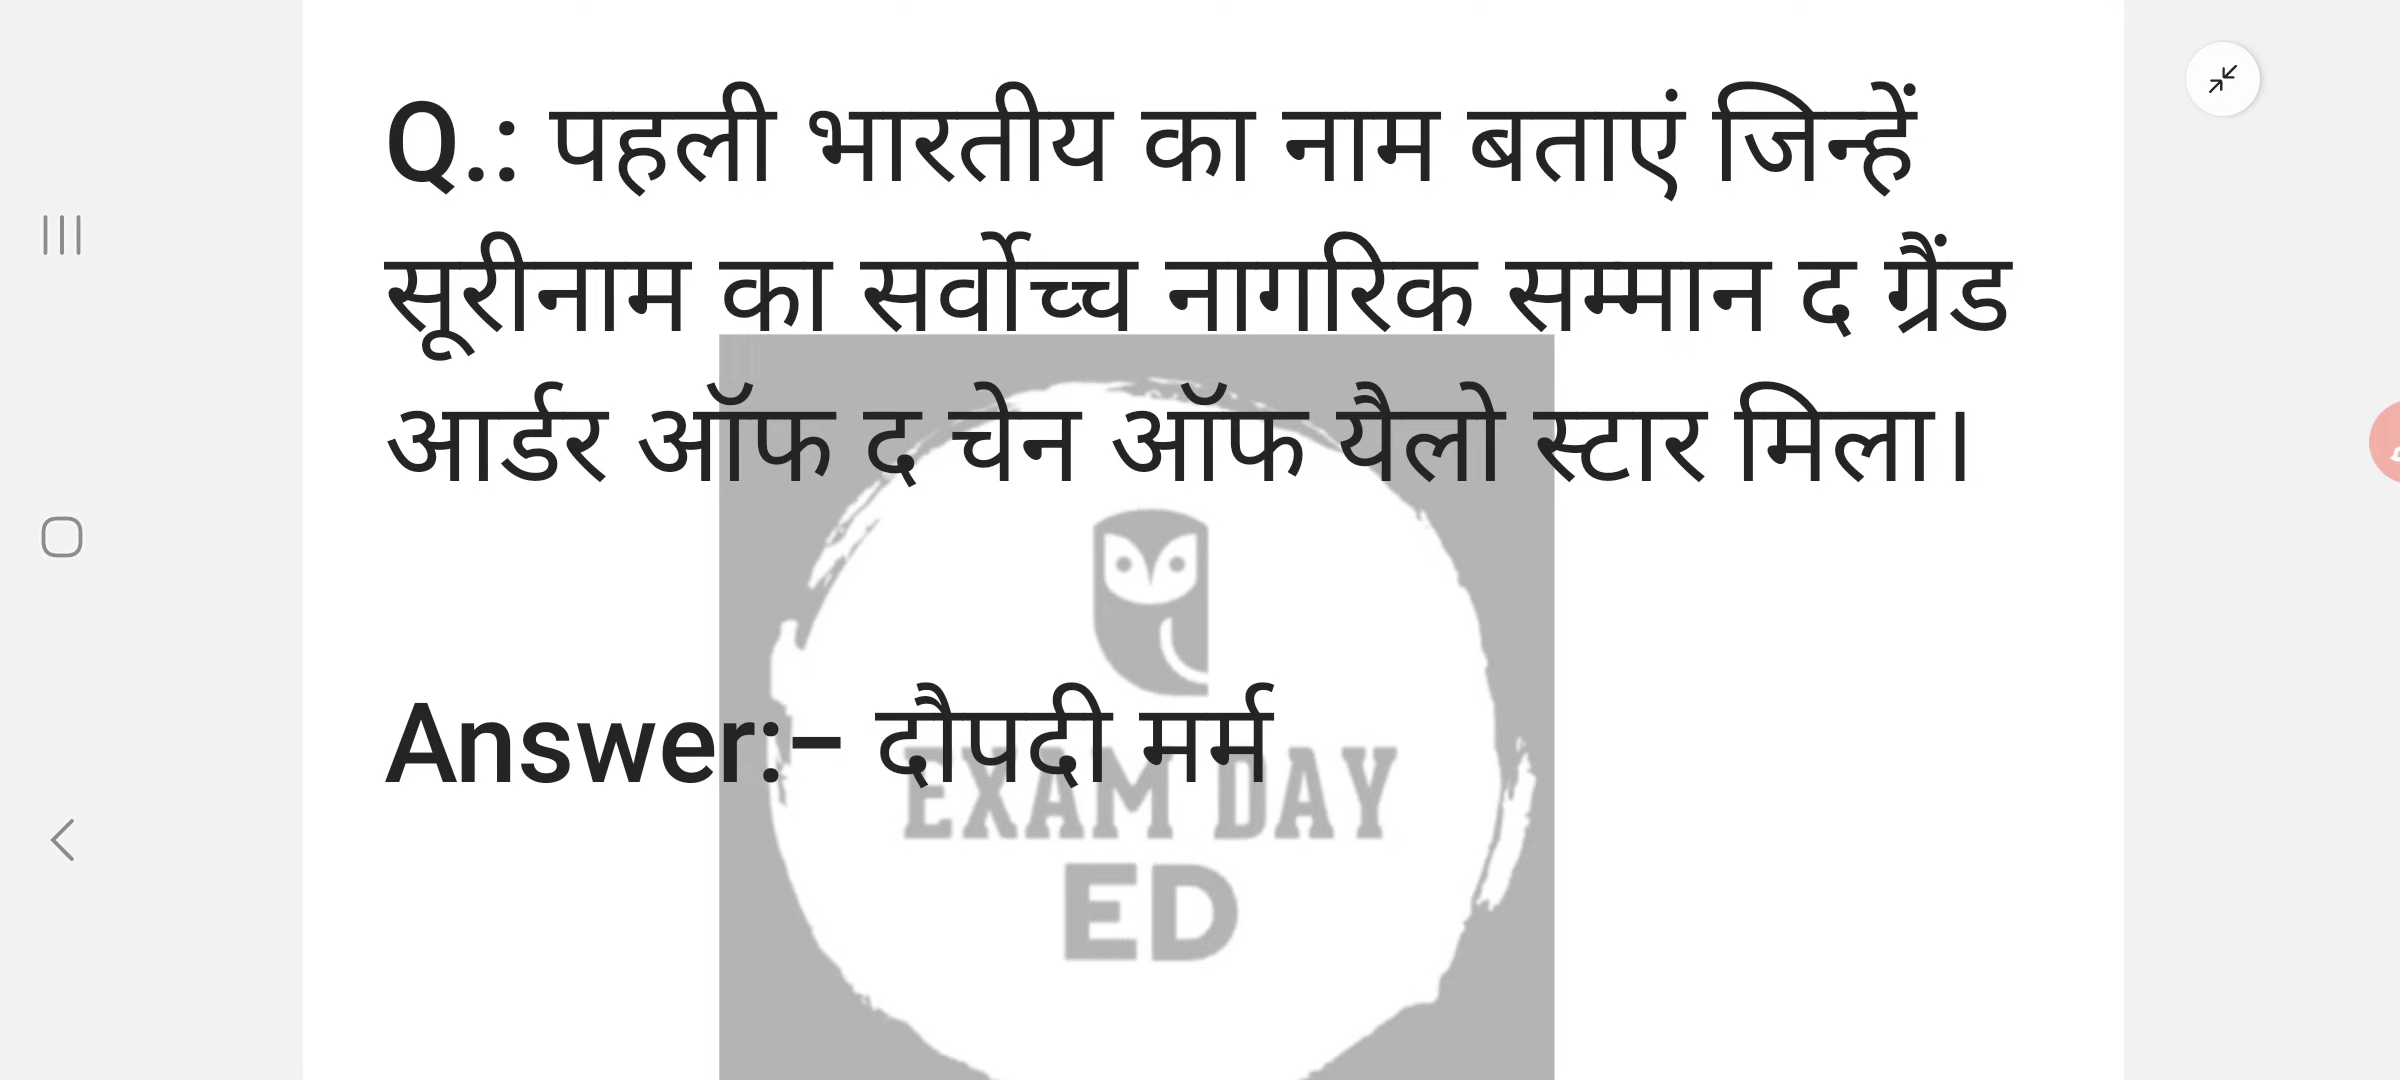 Q.: पहली भारतीय का नाम बताएं जिन्हें
सूरीनाम का सर्वोच्च नागरिक सम्मान द ग्रैंड
आर्डर ऑफ द चेन ऑफ यैलो स्टार मिला।
Answer:– दौपदी मर्म
EXAM DAY
ED